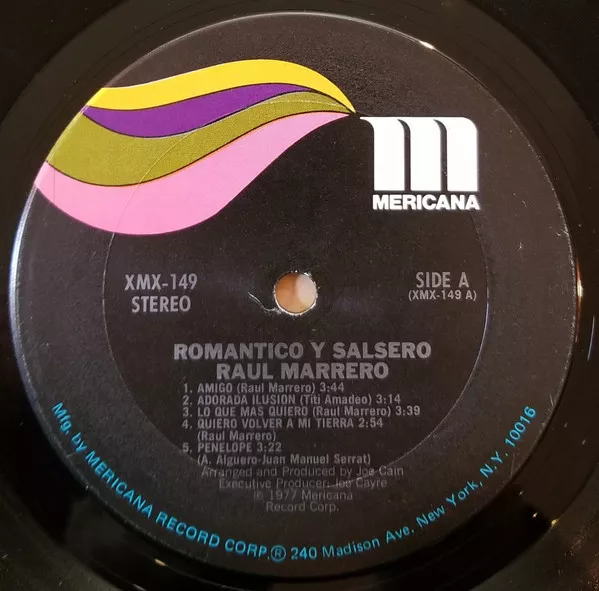 MERICANA
XMX-149
STEREO
SIDE A
(XMX-149 A)
ROMANTICO Y SALSERO
RAUL MARRERO
1. AMIGO (Raul Marrero) 3:44
2. ADORADA ILUSION (Titi Amadeo) 3:14
3. LO QUE MAS QUIERO (Raul Marrero) 3:39
4. QUIERO VOLVER A MI TIERRA 2:54
(Raul Marrero)
5. PENELOPE 3:22
(A. Alguero-Juan Manuel Serrat)
Arranged and Produced by Joe Cain
Executive Producer: Joe Cayre
℗ 1977 Mericana
Record Corp.
Mfg. by MERICANA RECORD CORP.® 240 Madison Ave. New York, N.Y. 10016